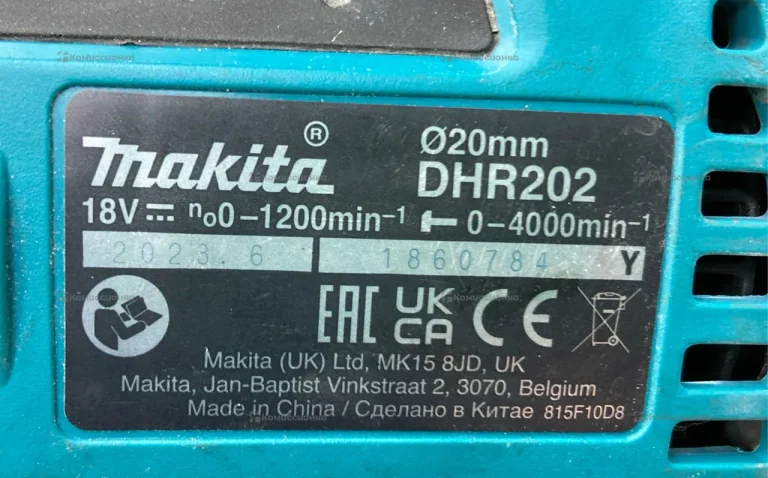 Makita ®
Ø20mm
DHR202
18V ⎓ n₀0-1200min⁻¹ 0-4000min⁻¹
2023.6 1860784 Y
EAC UK CA CE
Makita (UK) Ltd, MK15 8JD, UK
Makita, Jan-Baptist Vinkstraat 2, 3070, Belgium
Made in China / Сделано в Китае 815F10D8
Комиссионка